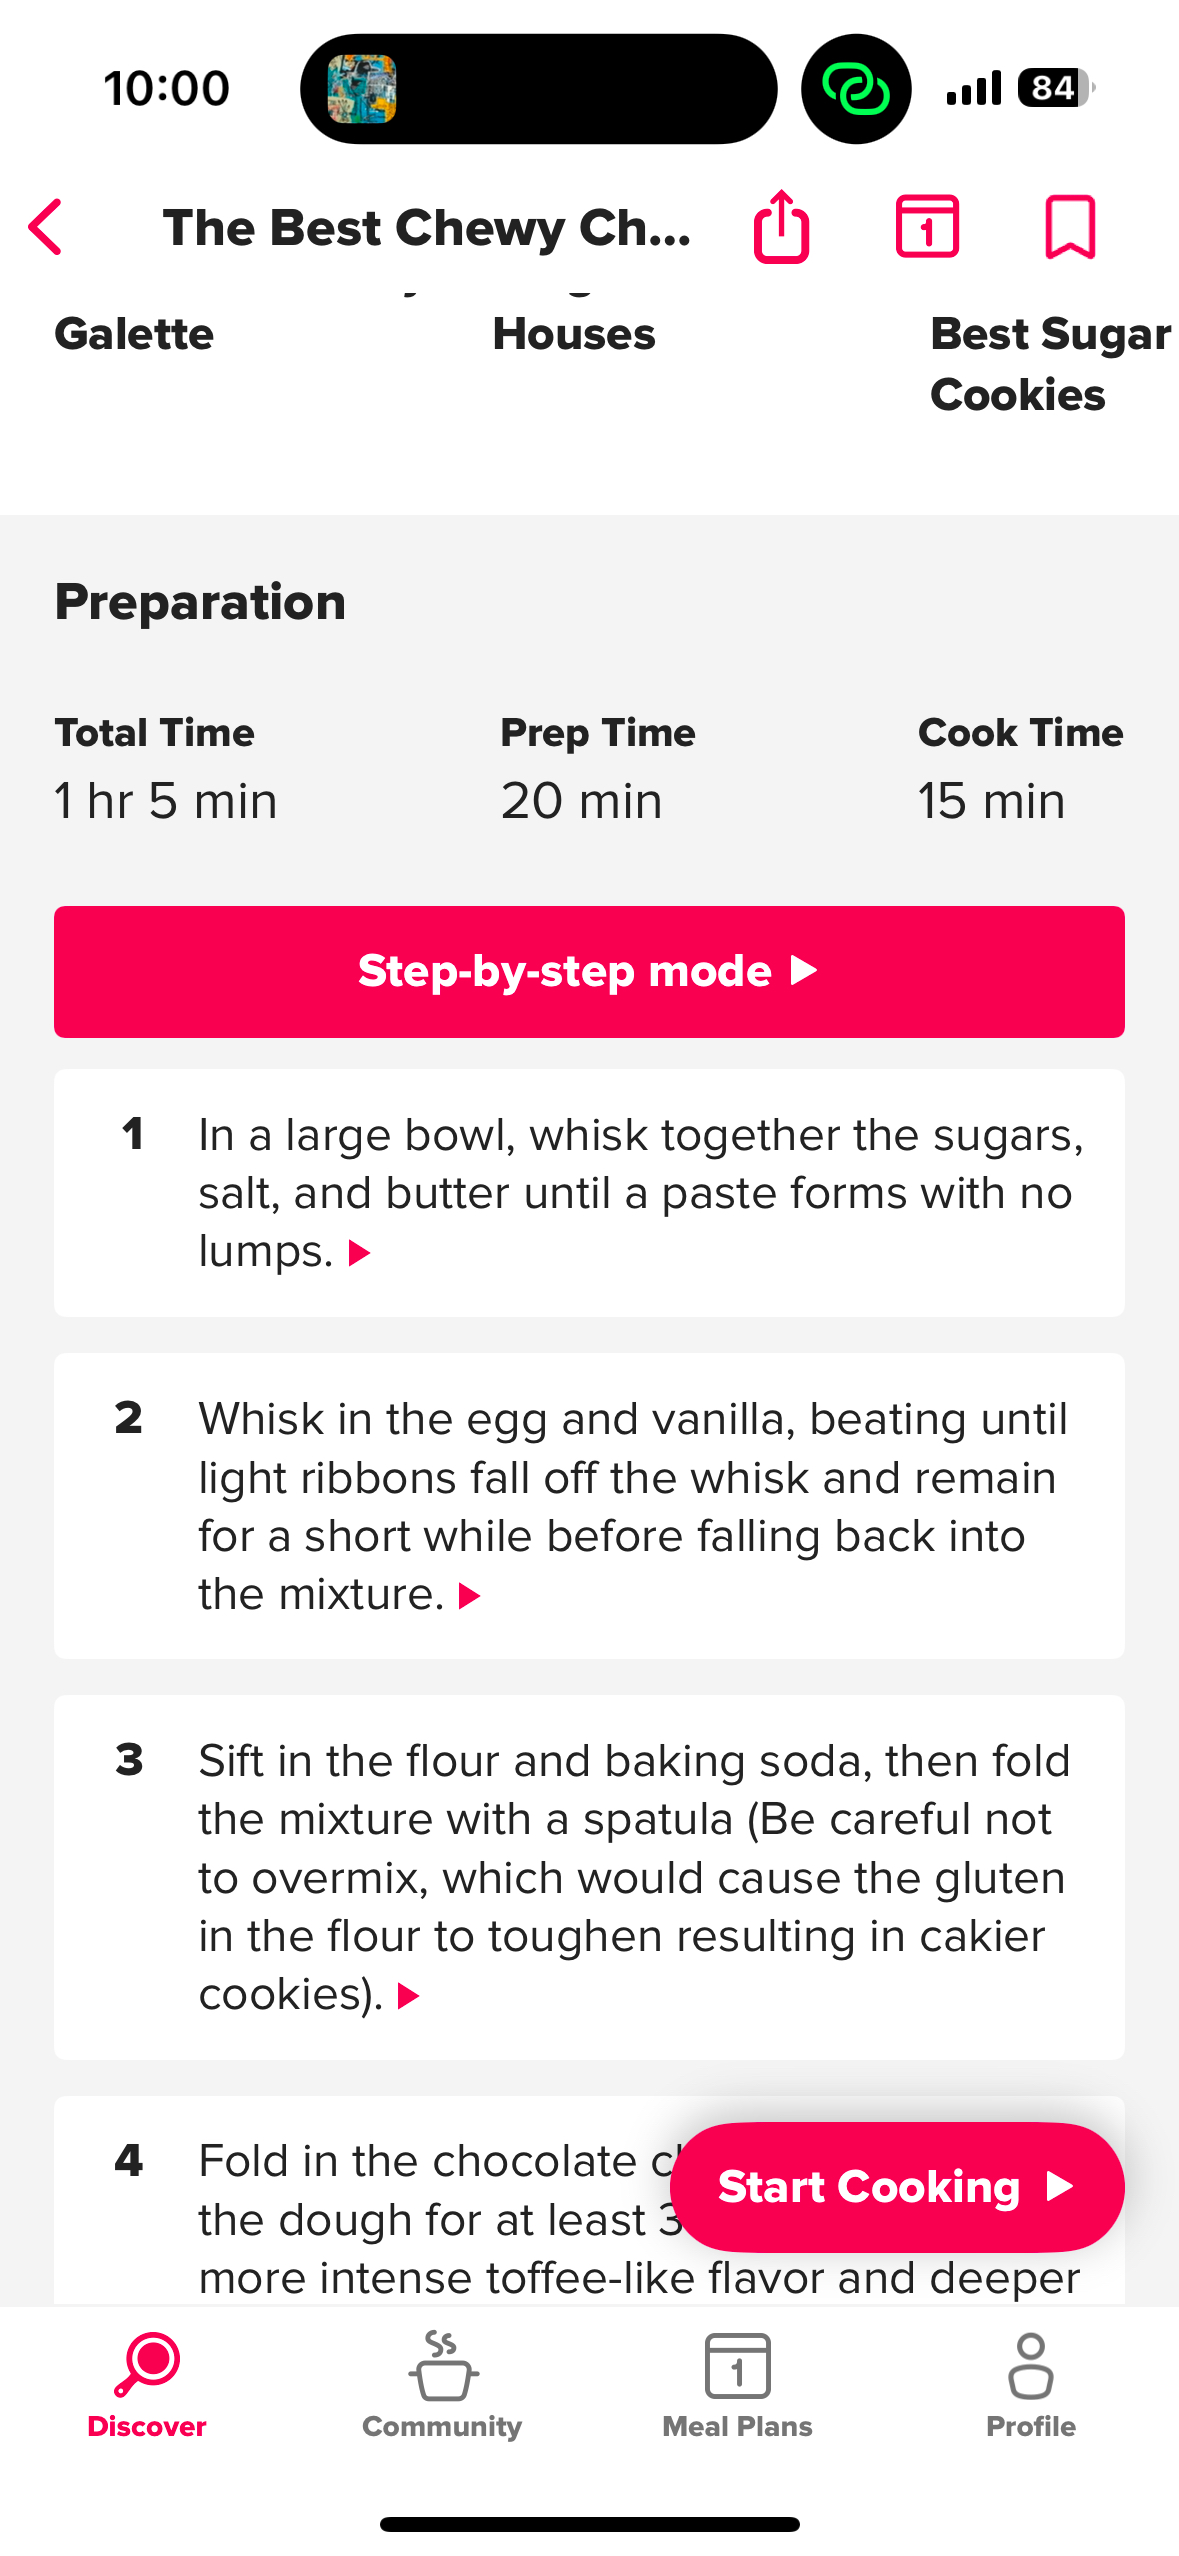 10:00
84
The Best Chewy Ch...
1
Galette
Houses
Best Sugar
Cookies
Preparation
Total Time
Prep Time
Cook Time
1 hr 5 min
20 min
15 min
Step-by-step mode
1
In a large bowl, whisk together the sugars,
salt, and butter until a paste forms with no
lumps.
2
Whisk in the egg and vanilla, beating until
light ribbons fall off the whisk and remain
for a short while before falling back into
the mixture.
3
Sift in the flour and baking soda, then fold
the mixture with a spatula (Be careful not
to overmix, which would cause the gluten
in the flour to toughen resulting in cakier
cookies).
4
Fold in the chocolate
the dough for at least
Start Cooking
more intense toffee-like flavor and deeper
1
Discover
Community
Meal Plans
Profile